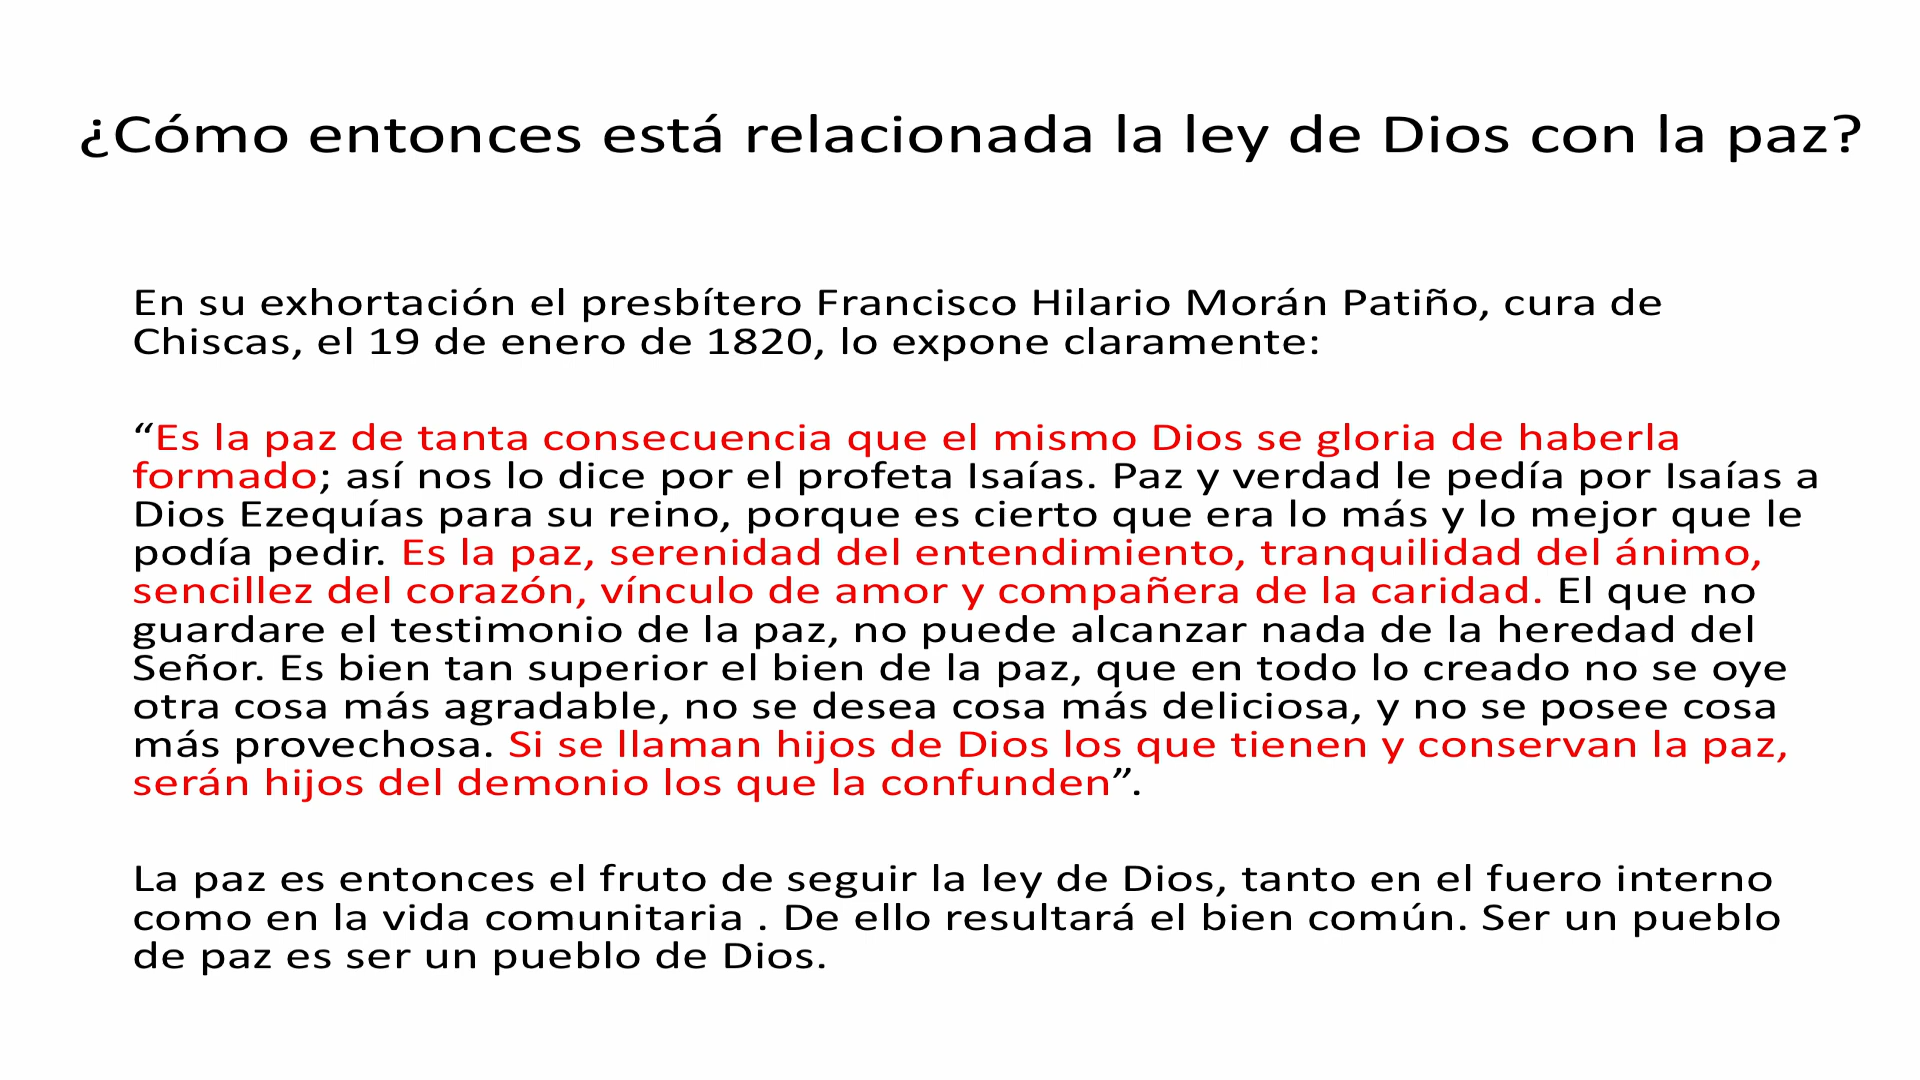 ¿Cómo entonces está relacionada la ley de Dios con la paz?
En su exhortación el presbítero Francisco Hilario Morán Patiño, cura de
Chiscas, el 19 de enero de 1820, lo expone claramente:
“Es la paz de tanta consecuencia que el mismo Dios se gloria de haberla
formado; así nos lo dice por el profeta Isaías. Paz y verdad le pedía por Isaías a
Dios Ezequías para su reino, porque es cierto que era lo más y lo mejor que le
podía pedir. Es la paz, serenidad del entendimiento, tranquilidad del ánimo,
sencillez del corazón, vínculo de amor y compañera de la caridad. El que no
guardare el testimonio de la paz, no puede alcanzar nada de la heredad del
Señor. Es bien tan superior el bien de la paz, que en todo lo creado no se oye
otra cosa más agradable, no se desea cosa más deliciosa, y no se posee cosa
más provechosa. Si se llaman hijos de Dios los que tienen y conservan la paz,
serán hijos del demonio los que la confunden”.
La paz es entonces el fruto de seguir la ley de Dios, tanto en el fuero interno
como en la vida comunitaria . De ello resultará el bien común. Ser un pueblo
de paz es ser un pueblo de Dios.